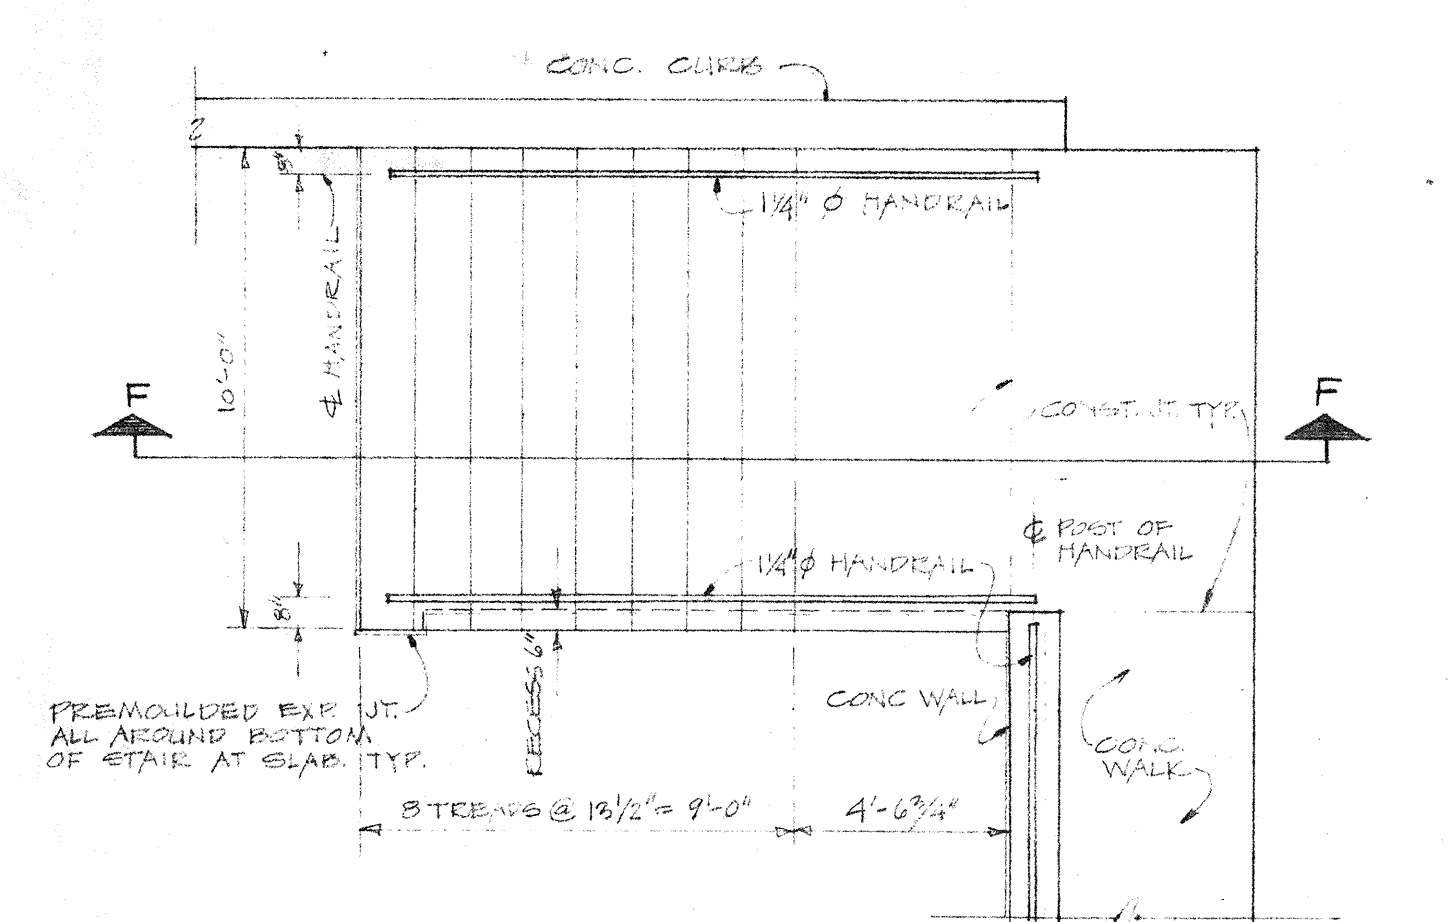 CONC. CURB
2
5"
1¼" Ø HANDRAIL
℄ HANDRAIL
10'-0"
F
F
CONST. JT. TYP.
℄ POST OF
HANDRAIL
1¼" Ø HANDRAIL
8"
RECESS 6"
CONC WALL
PREMOULDED EXP. JT.
ALL AROUND BOTTOM
OF STAIR AT SLAB. TYP.
CONC.
WALK
8 TREADS @ 13½" = 9'-0"
4'-6¾"